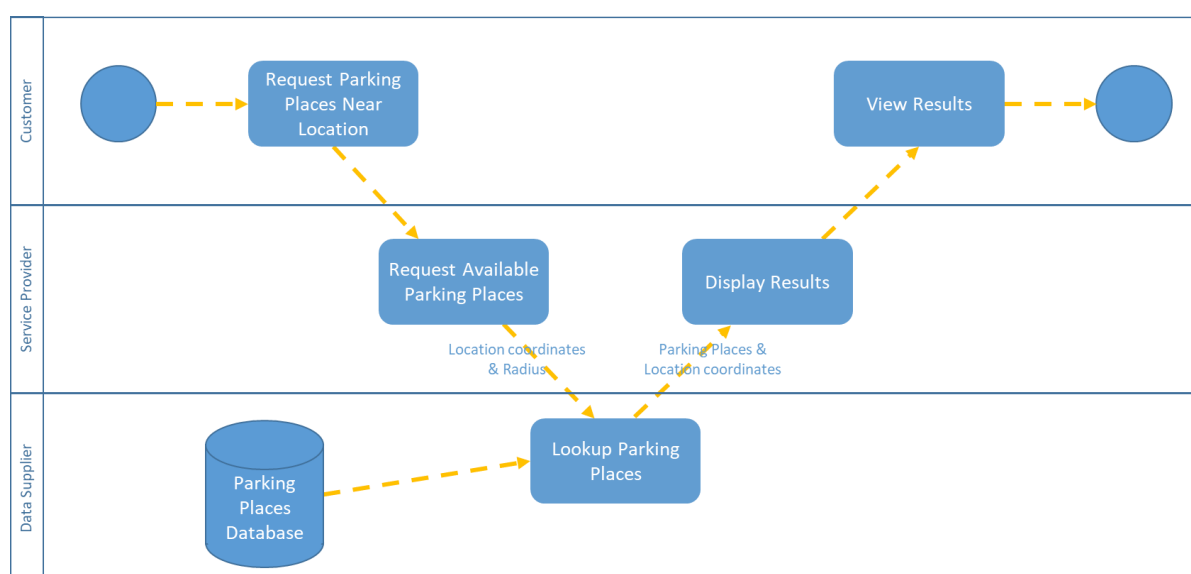 Customer
Request Parking
Places Near
Location
View Results
Service Provider
Request Available
Parking Places
Display Results
Location coordinates
& Radius
Parking Places &
Location coordinates
Data Supplier
Parking
Places
Database
Lookup Parking
Places